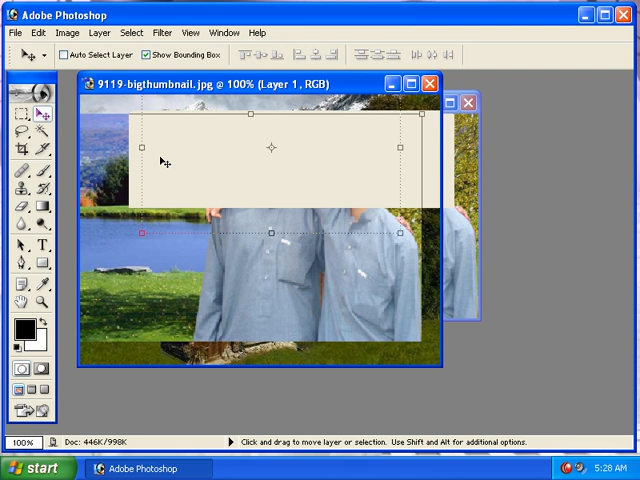 Adobe Photoshop
File Edit Image Layer Select Filter View Window Help
Auto Select Layer Show Bounding Box
9119-bigthumbnail.jpg @ 100% (Layer 1, RGB)
T
100% Doc: 446K/998K Click and drag to move layer or selection. Use Shift and Alt for additional options.
start Adobe Photoshop 5:28 AM